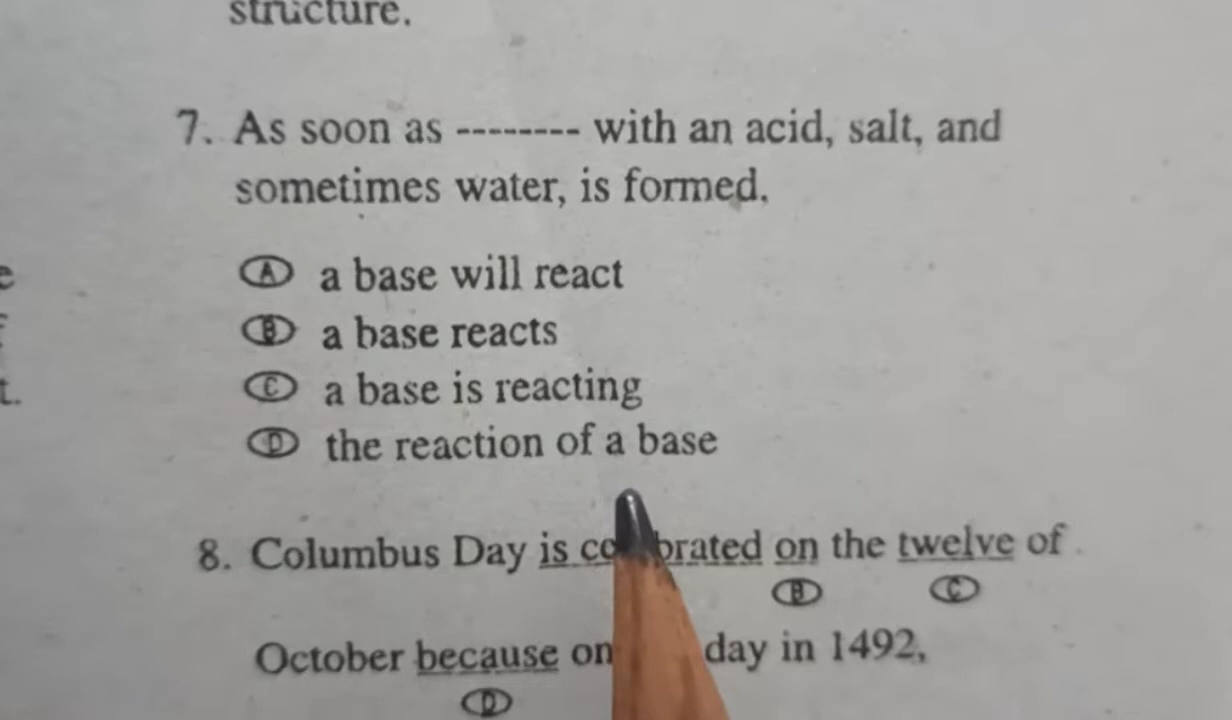 structure.
7. As soon as -------- with an acid, salt, and
sometimes water, is formed.
A a base will react
B a base reacts
C a base is reacting
D the reaction of a base
8. Columbus Day is on the twelve of
B C
October because day in 1492,
D